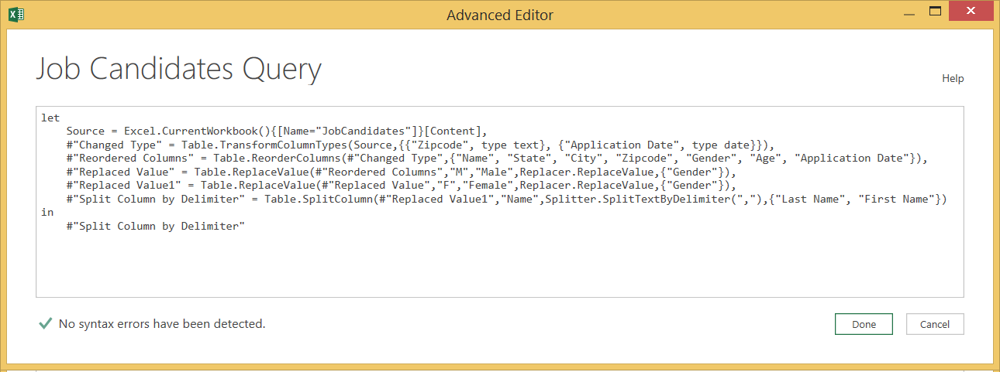 Advanced Editor
Job Candidates Query
Help
let
    Source = Excel.CurrentWorkbook(){[Name="JobCandidates"]}[Content],
    #"Changed Type" = Table.TransformColumnTypes(Source,{{"Zipcode", type text}, {"Application Date", type date}}),
    #"Reordered Columns" = Table.ReorderColumns(#"Changed Type",{"Name", "State", "City", "Zipcode", "Gender", "Age", "Application Date"}),
    #"Replaced Value" = Table.ReplaceValue(#"Reordered Columns","M","Male",Replacer.ReplaceValue,{"Gender"}),
    #"Replaced Value1" = Table.ReplaceValue(#"Replaced Value","F","Female",Replacer.ReplaceValue,{"Gender"}),
    #"Split Column by Delimiter" = Table.SplitColumn(#"Replaced Value1","Name",Splitter.SplitTextByDelimiter(","),{"Last Name", "First Name"})
in
    #"Split Column by Delimiter"
No syntax errors have been detected.
Done
Cancel